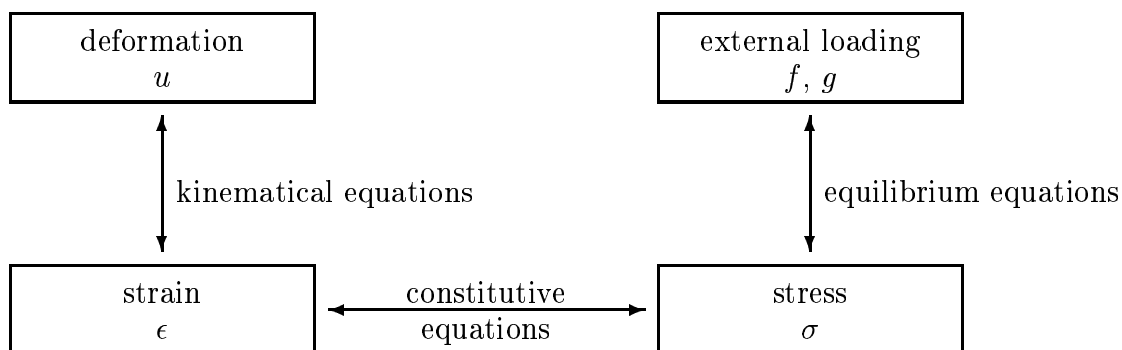 deformation
u
external loading
f, g
kinematical equations
equilibrium equations
strain
ϵ
constitutive
equations
stress
σ